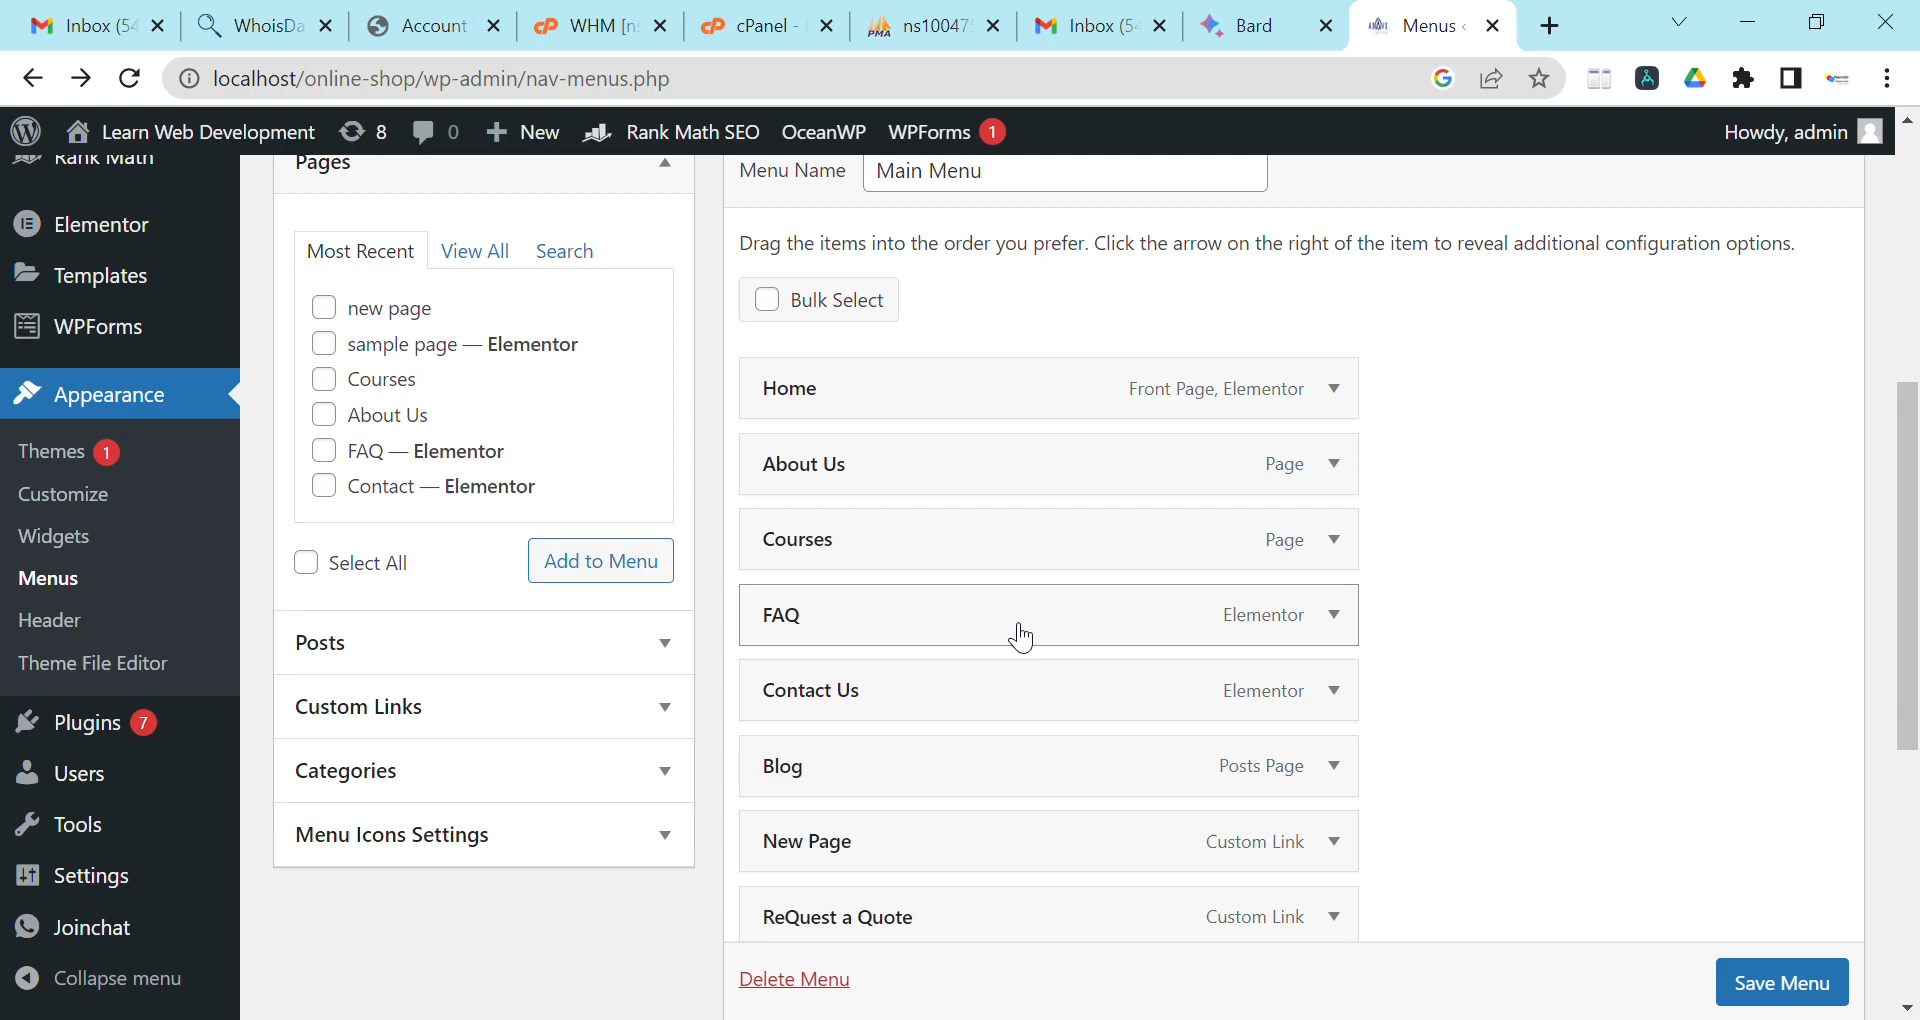 Inbox (54
WhoisDa
Account
WHM [n
cPanel -
ns10047
Inbox (54
Bard
Menus ‹
localhost/online-shop/wp-admin/nav-menus.php
Learn Web Development 8 0 New Rank Math SEO OceanWP WPForms 1 Howdy, admin
Rank Math
Elementor
Templates
WPForms
Appearance
Themes 1
Customize
Widgets
Menus
Header
Theme File Editor
Plugins 7
Users
Tools
Settings
Joinchat
Collapse menu
Pages
Most Recent View All Search
new page
sample page — Elementor
Courses
About Us
FAQ — Elementor
Contact — Elementor
Select All Add to Menu
Posts
Custom Links
Categories
Menu Icons Settings
Menu Name Main Menu
Drag the items into the order you prefer. Click the arrow on the right of the item to reveal additional configuration options.
Bulk Select
Home Front Page, Elementor
About Us Page
Courses Page
FAQ Elementor
Contact Us Elementor
Blog Posts Page
New Page Custom Link
ReQuest a Quote Custom Link
Delete Menu Save Menu